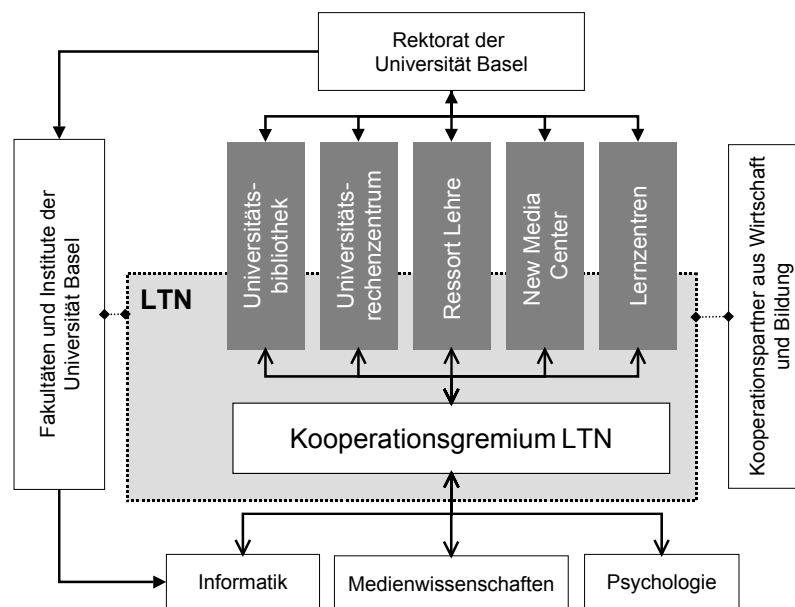 Rektorat der
Universität Basel
Fakultäten und Institute der
Universität Basel
Universitäts-
bibliothek
Universitäts-
rechenzentrum
Ressort Lehre
New Media
Center
Lernzentren
Kooperationspartner aus Wirtschaft
und Bildung
LTN
Kooperationsgremium LTN
Informatik
Medienwissenschaften
Psychologie